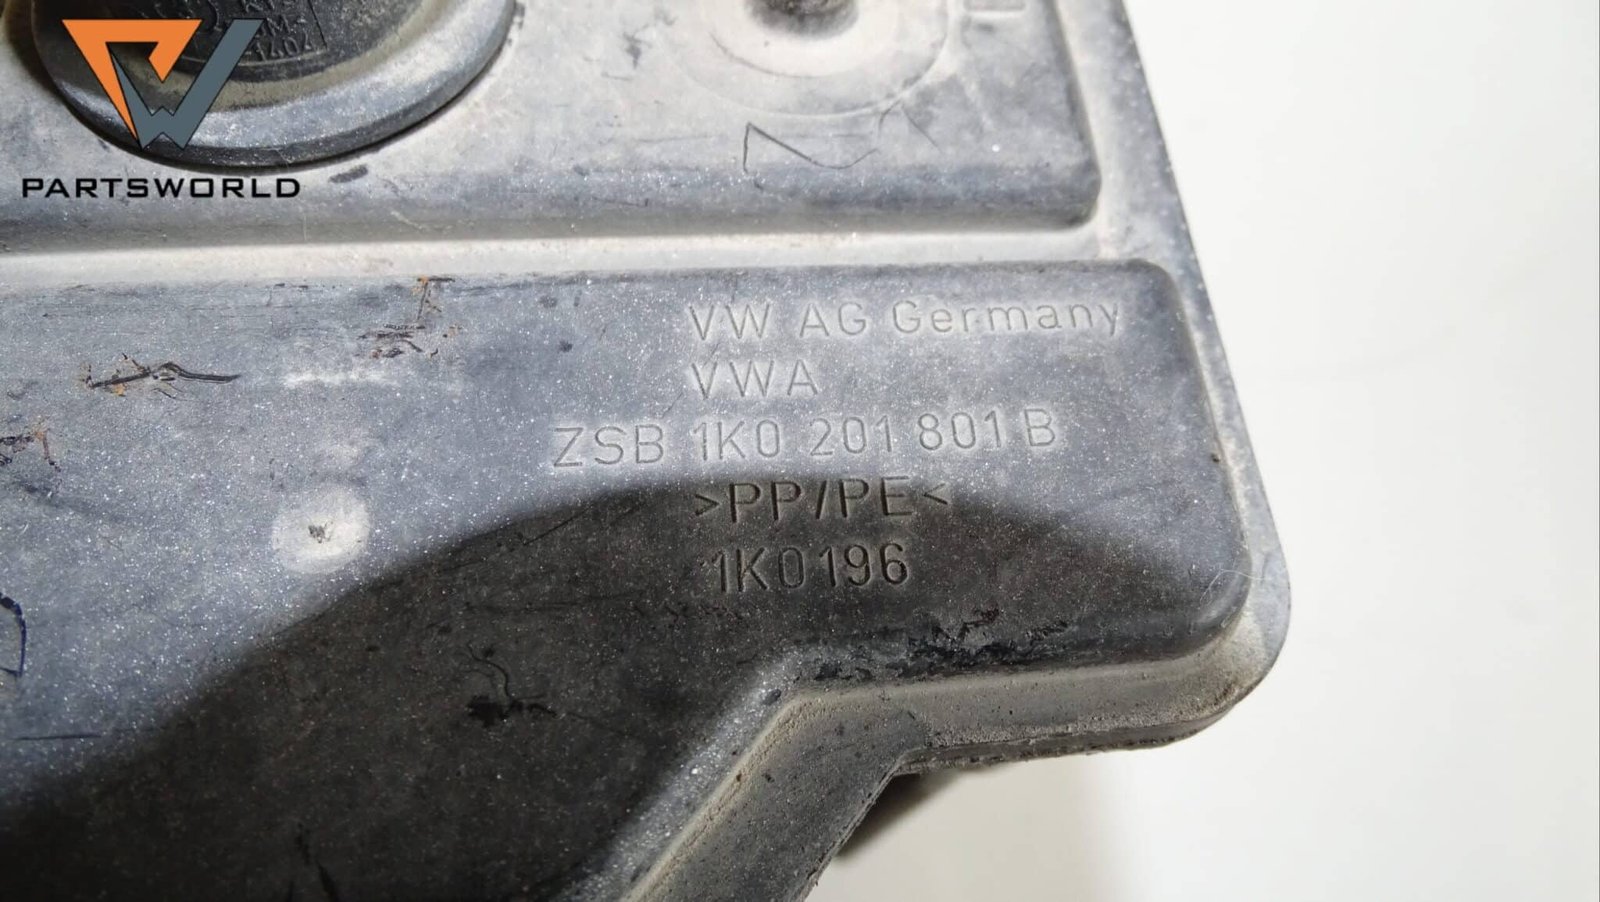 PARTSWORLD
VW AG Germany
VWA
ZSB 1K0 201 801 B
>PP/PE<
1K0196